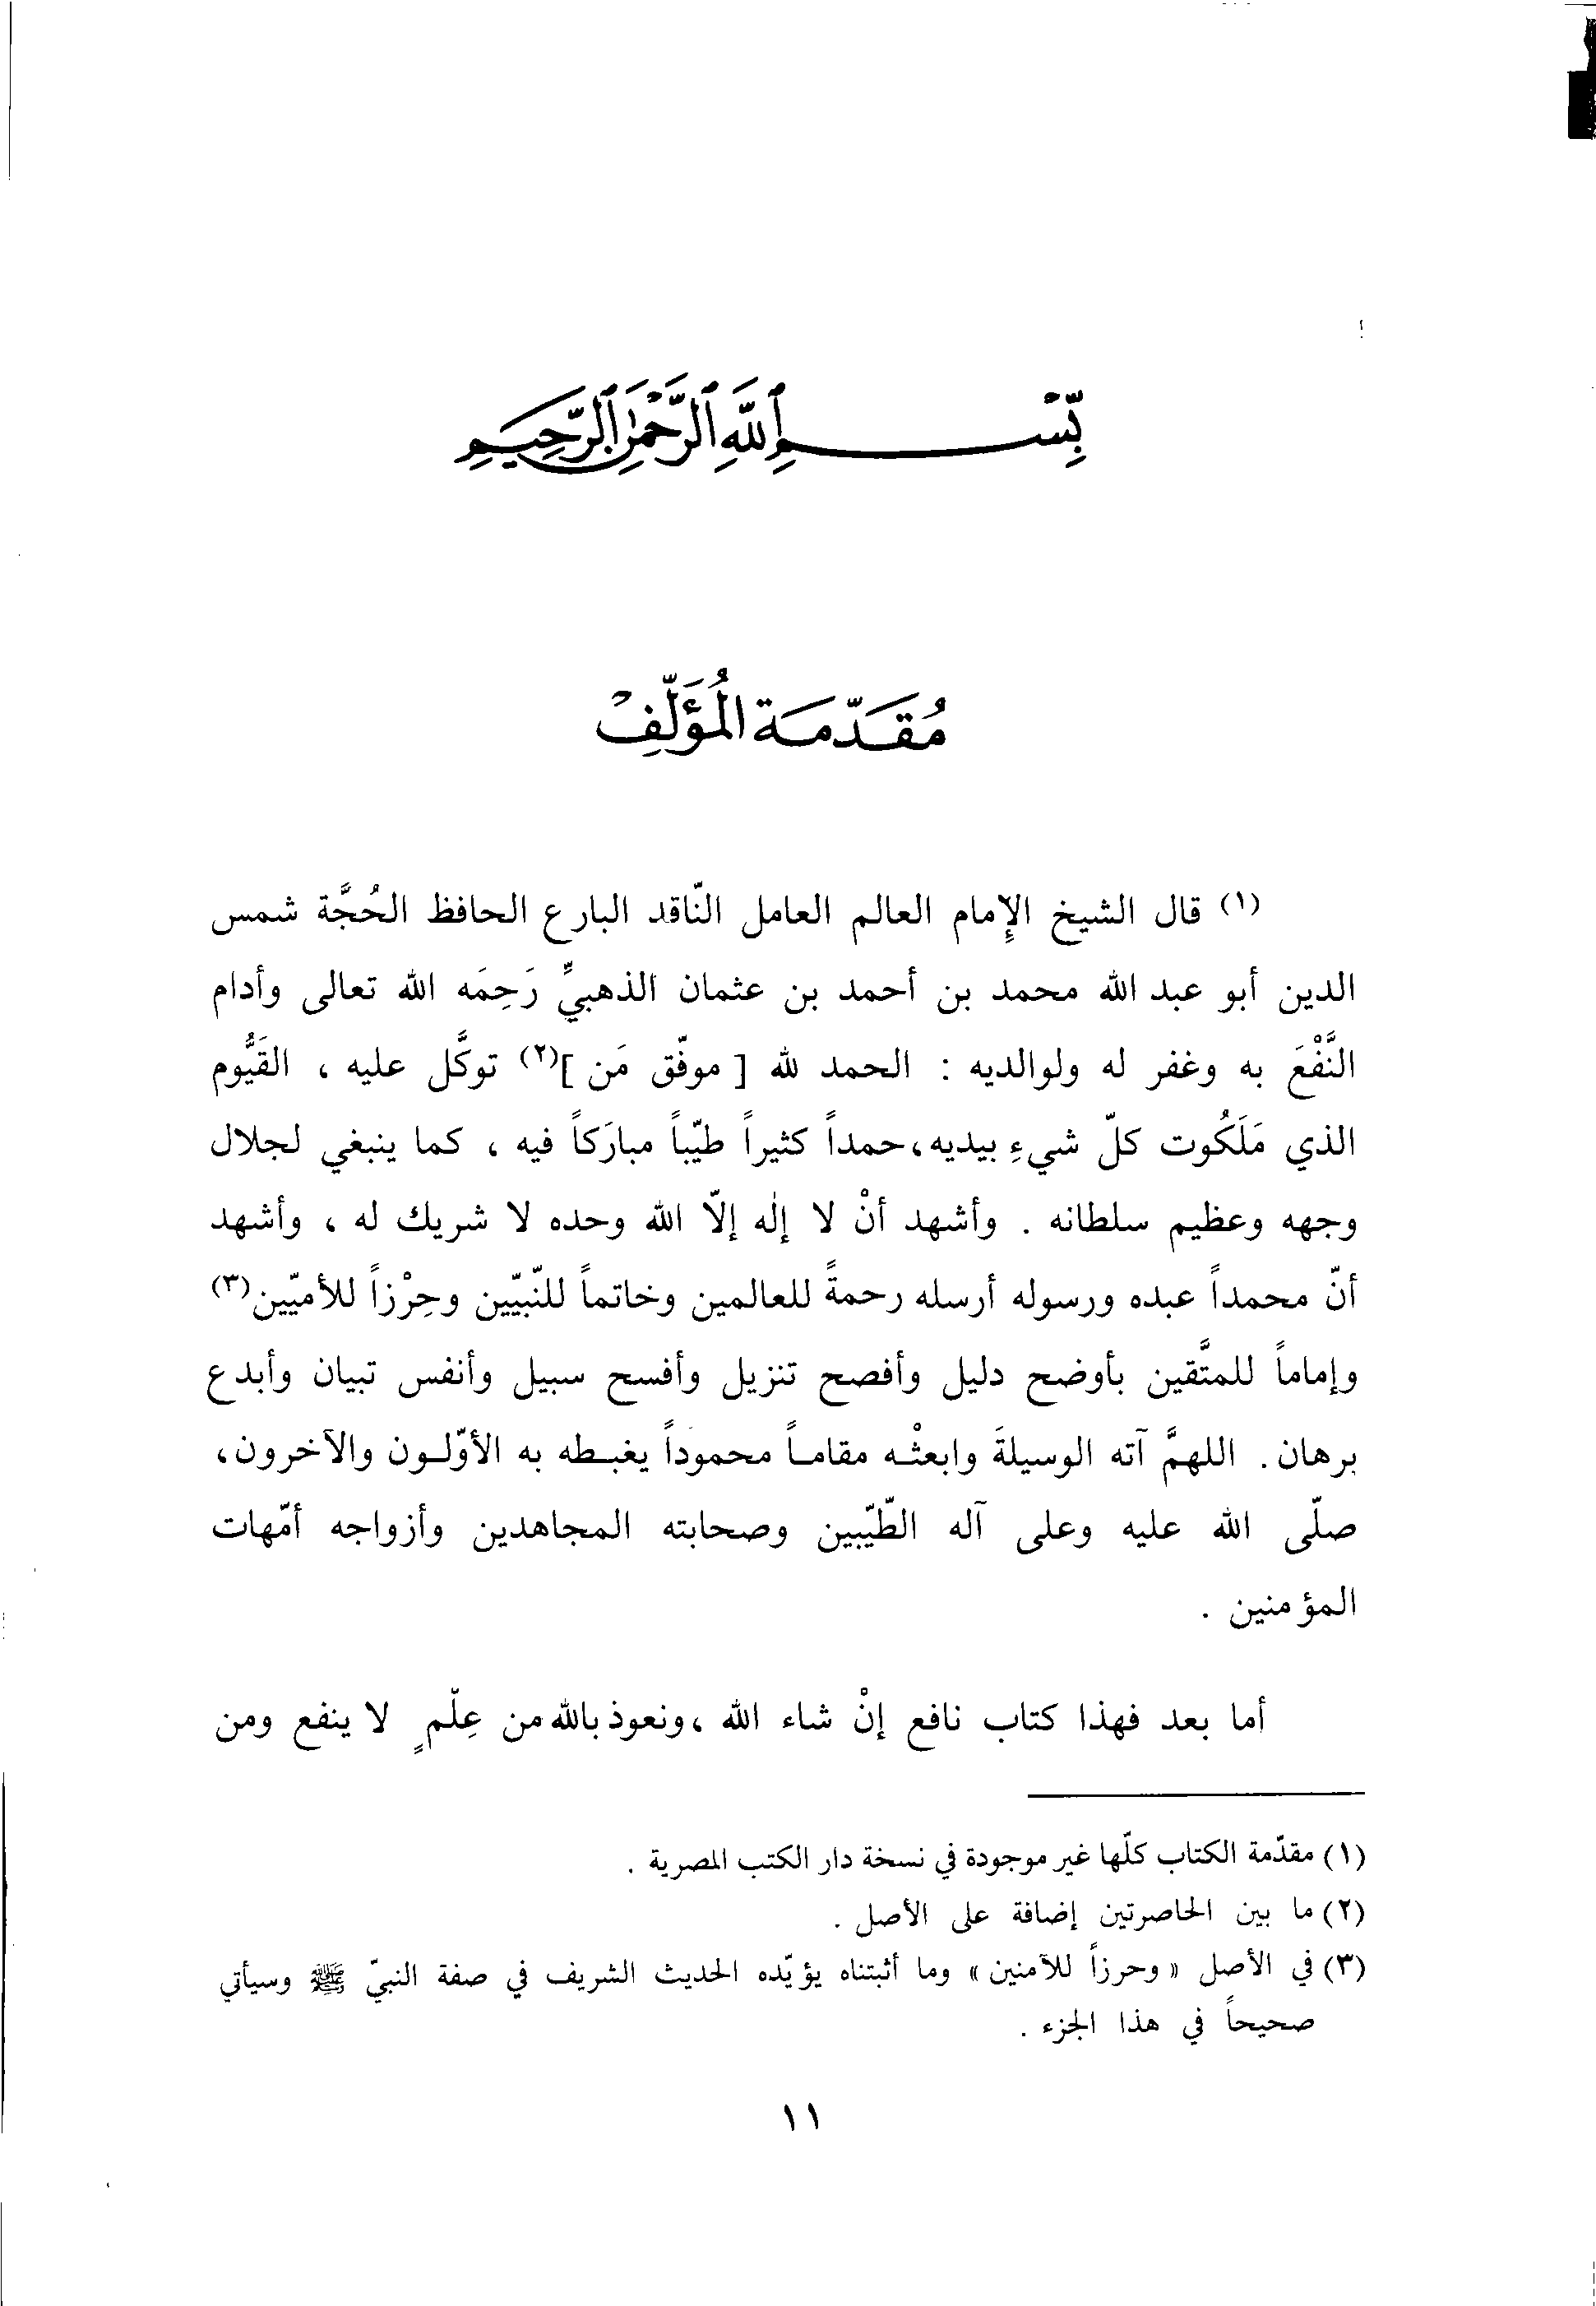 بِّسْمِ ٱللَّهِ ٱلرَّحْمَٰنِ ٱلرَّحِيمِ
مُقَدّمَة المُؤَلِّفْ
(١) قال الشيخ الإمام العالم العامل النّاقد البارع الحافظ الحُجَّة شمس
الدين أبو عبد الله محمد بن أحمد بن عثمان الذهبيِّ رَحِمَه الله تعالى وأدام
النَّفْعَ به وغفر له ولوالديه : الحمد لله [ موفّق مَن ](٢) توكَّل عليه ، القَيُّوم
الذي مَلَكُوت كلّ شيءِ بيديه، حمداً كثيراً طيّباً مبارَكاً فيه ، كما ينبغي لجلال
وجهه وعظيم سلطانه . وأشهد أنْ لا إلٰه إلاّ الله وحده لا شريك له ، وأشهد
أنّ محمداً عبده ورسوله أرسله رحمةً للعالمين وخاتماً للنّبيّين وحِرْزاً للأميّين(٣)
وإماماً للمتَّقين بأوضح دليل وأفصح تنزيل وأفسح سبيل وأنفس تبيان وأبدع
برهان . اللهمَّ آته الوسيلةَ وابعثْـه مقامـاً محموداً يغبـطه به الأوّلـون والآخرون ،
صلّى الله عليه وعلى آله الطّيّبين وصحابته المجاهدين وأزواجه أمّهات
المؤمنين .
أما بعد فهذا كتاب نافع إنْ شاء الله ، ونعوذ بالله من عِلْمٍ لا ينفع ومن
(١) مقدّمة الكتاب كلّها غير موجودة في نسخة دار الكتب المصرية .
(٢) ما بين الحاصرتين إضافة على الأصل .
(٣) في الأصل « وحرزاً للآمنين » وما أثبتناه يؤيّده الحديث الشريف في صفة النبيّ ﷺ وسيأتي
صحيحاً في هذا الجزء .
١١